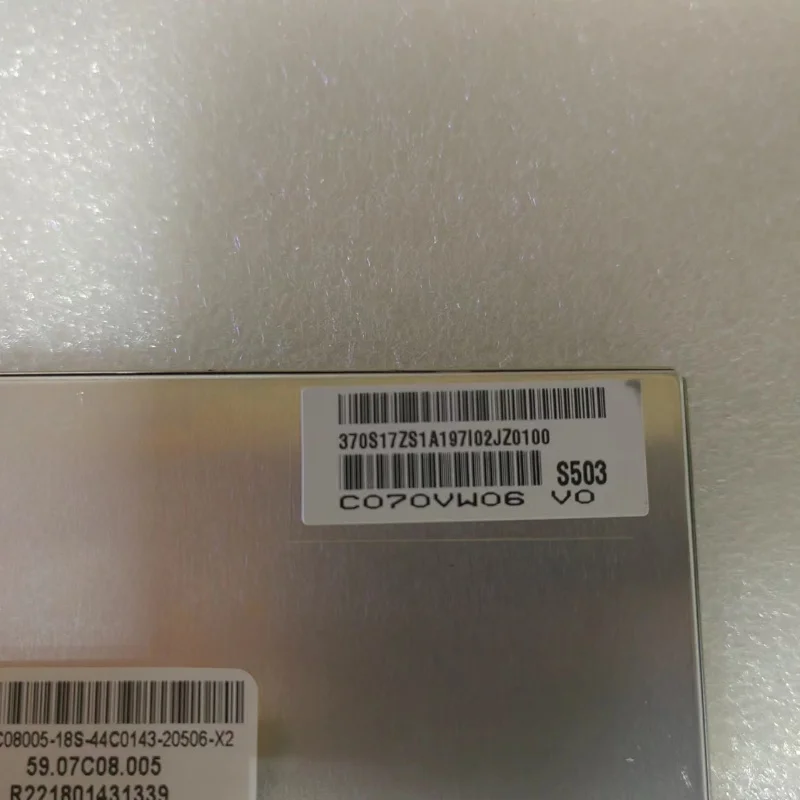 370S17ZS1A197I02JZ0100
S503
C070VW06 V0
C08005-18S-44C0143-20506-X2
59.07C08.005
R221801431339